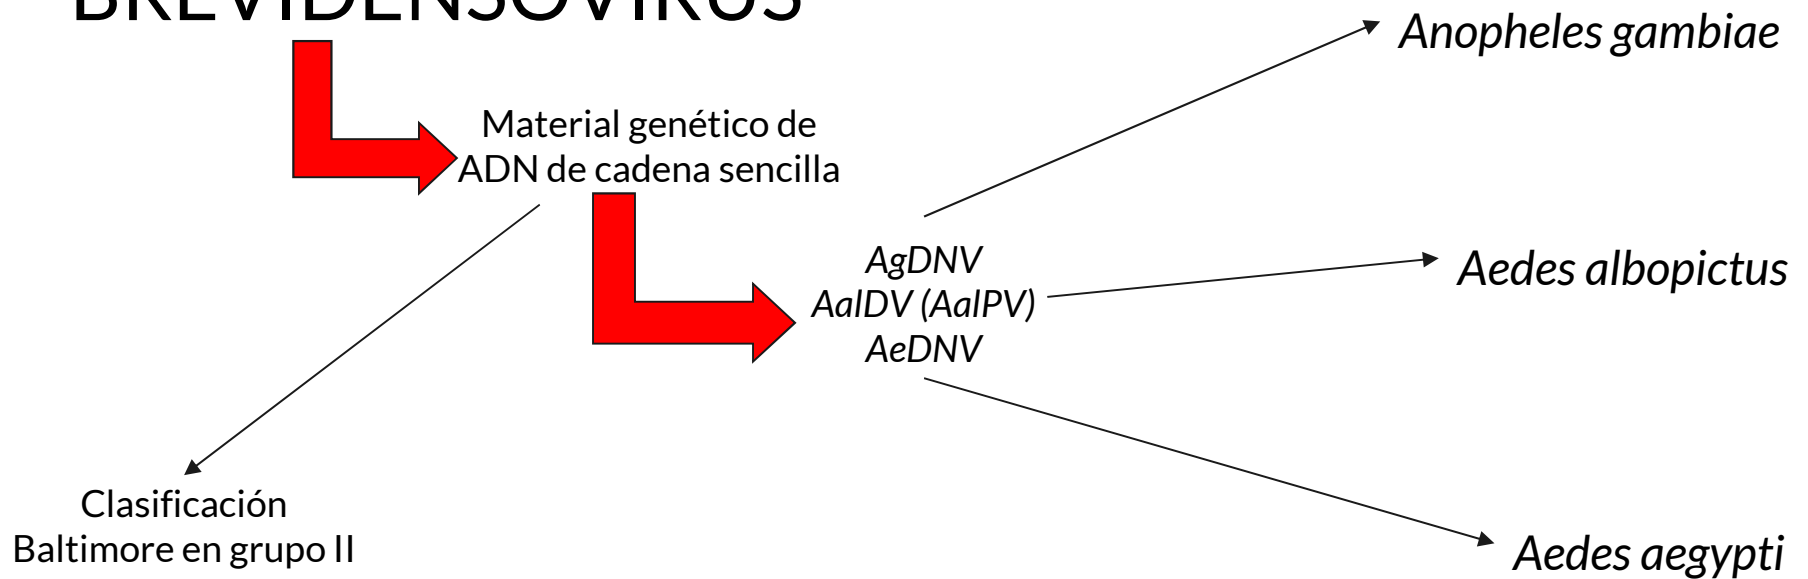 BREVIDENSOVIRUS
Material genético de
ADN de cadena sencilla
AgDNV
AalDV (AalPV)
AeDNV
Anopheles gambiae
Aedes albopictus
Aedes aegypti
Clasificación
Baltimore en grupo II